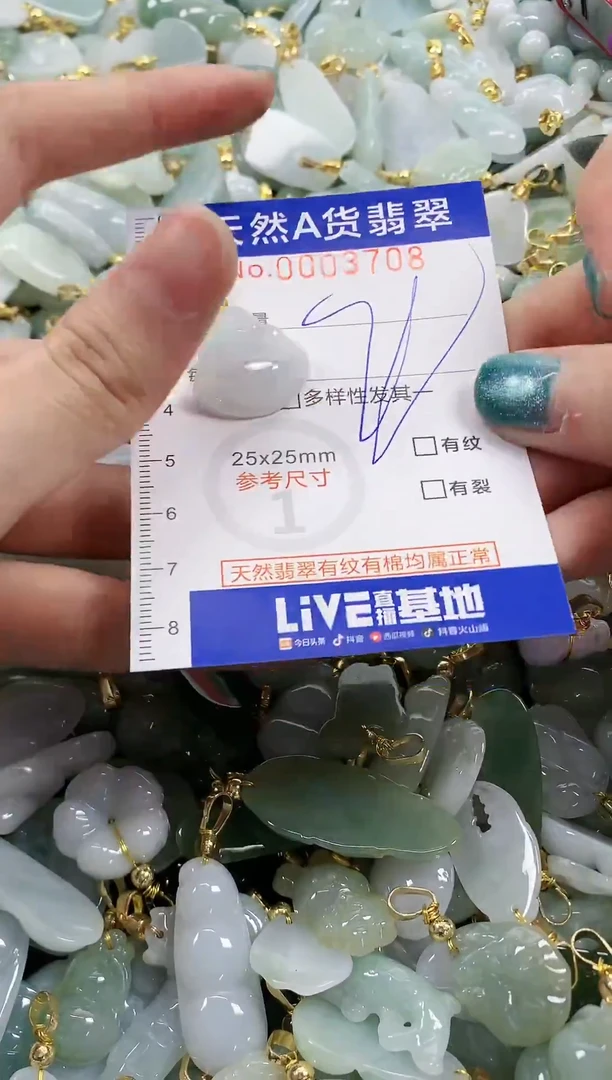 天然A货翡翠
No.0003708
多样性发其一
4
25x25mm
有纹
5
参考尺寸
有裂
1
6
天然翡翠有纹有棉均属正常
7
LiVE直播基地
8
今日头条 抖音 西瓜视频 抖音火山版